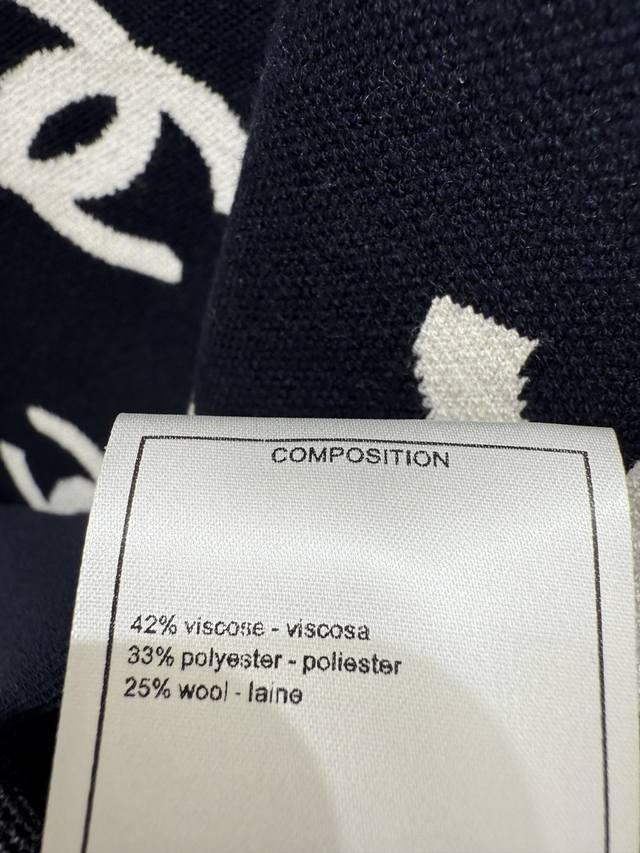 COMPOSITION
42% viscose - viscosa
33% polyester - poliester
25% wool - laine